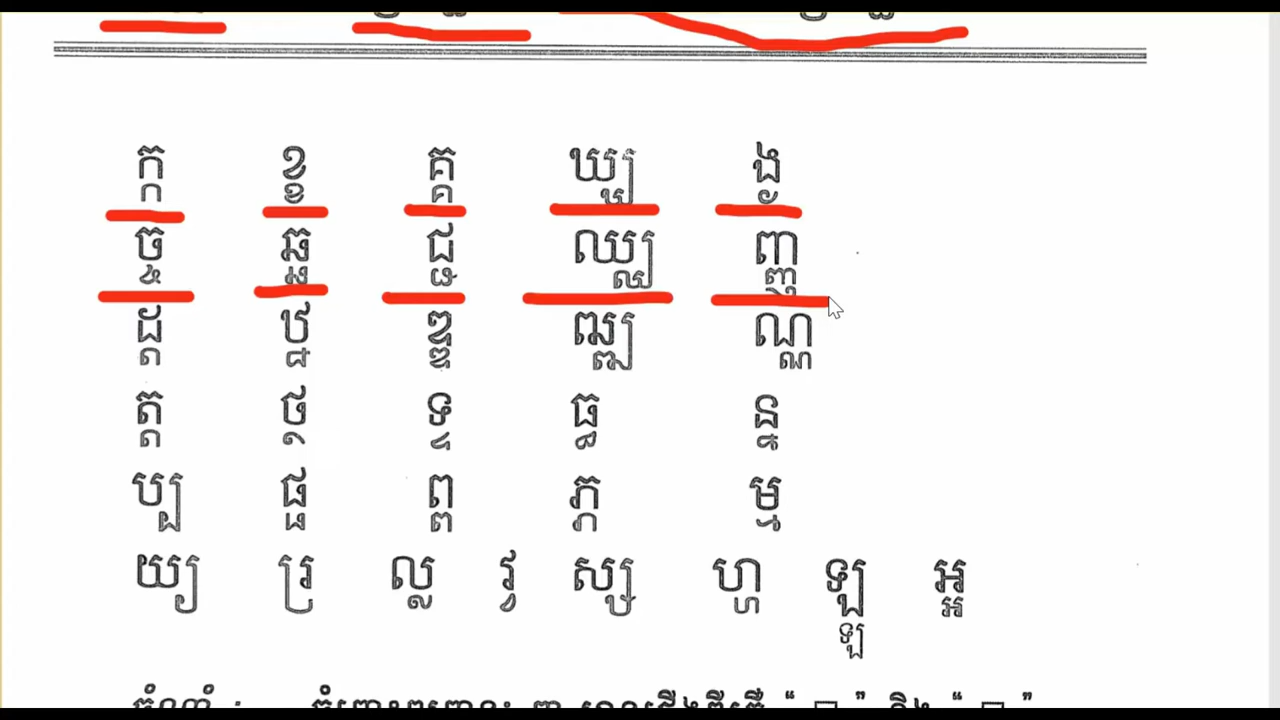 ក្ក ខ្ខ គ្គ ឃ្ឃ ង្ង
ច្ច ឆ្ឆ ជ្ជ ឈ្ឈ ញ្ញ
ដ្ដ ឋ្ឋ ឌ្ឌ ឍ្ឍ ណ្ណ
ត្ត ថ្ថ ទ្ទ ធ្ធ ន្ន
ប្ប ផ្ផ ព្ព ភ្ភ ម្ម
យ្យ រ្រ ល្ល វ្វ ស្ស ហ្ហ ឡ្ឡ អ្អ